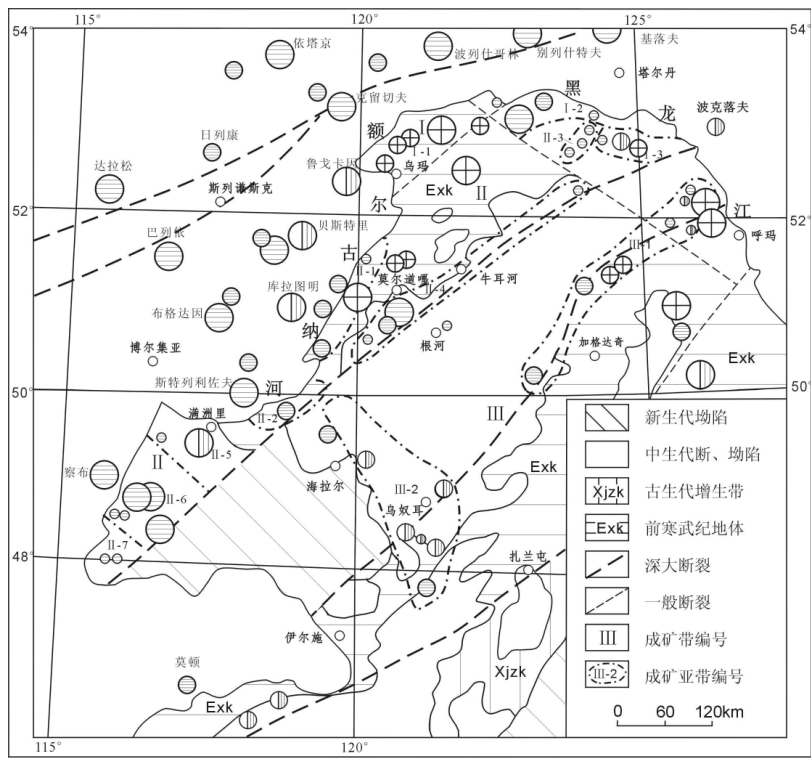 115°
120°
125°
54°
54°
依塔京
波列什哥林
别列什特夫
基洛夫
塔尔丹
克留切夫
黑
I-2
龙
波克洛夫
额
I
日列康
I-1
II-3
I-3
鲁戈卡因
乌玛
达拉松
斯列谦斯克
Exk
II
尔
52°
52°
江
贝斯特里
呼玛
巴列依
古
III-1
II-1
莫尔道嘎
牛耳河
II-4
库拉图明
布格达因
纳
根河
加格达奇
博尔集亚
Exk
斯特列利佐夫
河
50°
50°
满洲里
II-2
III
II
II-5
Exk
察布
海拉尔
III-2
II-6
乌奴耳
II-7
48°
扎兰屯
伊尔施
莫顿
Xjzk
Exk
115°
120°
新生代坳陷
中生代断、坳陷
Xjzk 古生代增生带
Exk 前寒武纪地体
深大断裂
一般断裂
III 成矿带编号
III-2 成矿亚带编号
0 60 120km